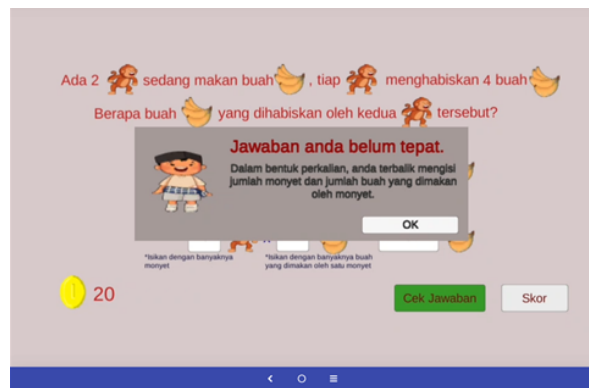 Ada 2 sedang makan buah , tiap menghabiskan 4 buah
Berapa buah yang dihabiskan oleh kedua tersebut?
Jawaban anda belum tepat.
Dalam bentuk perkalian, anda terbalik mengisi
jumlah monyet dan jumlah buah yang dimakan
oleh monyet.
OK
*Isikan dengan banyaknya
monyet
*Isikan dengan banyaknya buah
yang dimakan oleh satu monyet
20
Cek Jawaban
Skor